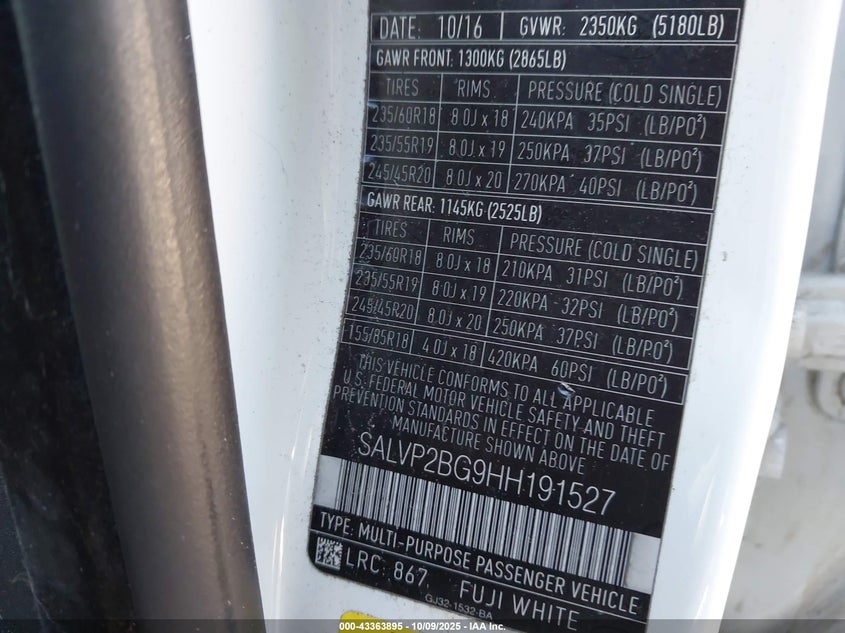 DATE: 10/16 GVWR: 2350KG (5180LB)
GAWR FRONT: 1300KG (2865LB)
TIRES RIMS PRESSURE (COLD SINGLE)
235/60R18 8.0J x 18 240KPA 35PSI (LB/PO²)
235/55R19 8.0J x 19 250KPA 37PSI (LB/PO²)
245/45R20 8.0J x 20 270KPA 40PSI (LB/PO²)
GAWR REAR: 1145KG (2525LB)
TIRES RIMS PRESSURE (COLD SINGLE)
235/60R18 8.0J x 18 210KPA 31PSI (LB/PO²)
235/55R19 8.0J x 19 220KPA 32PSI (LB/PO²)
245/45R20 8.0J x 20 250KPA 37PSI (LB/PO²)
155/85R18 4.0J x 18 420KPA 60PSI (LB/PO²)
THIS VEHICLE CONFORMS TO ALL APPLICABLE
U.S. FEDERAL MOTOR VEHICLE SAFETY AND THEFT
PREVENTION STANDARDS IN EFFECT ON THE DATE OF
MANUFACTURE SHOWN ABOVE
SALVP2BG9HH191527
TYPE: MULTI-PURPOSE PASSENGER VEHICLE
LRC: 867 FUJI WHITE
GJ32-1532-BA
000-43363895 - 10/09/2025 - IAA Inc.